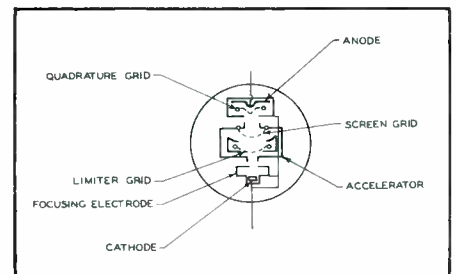 ANODE
QUADRATURE GRID
SCREEN GRID
LIMITER GRID
ACCELERATOR
FOCUSING ELECTRODE
CATHODE